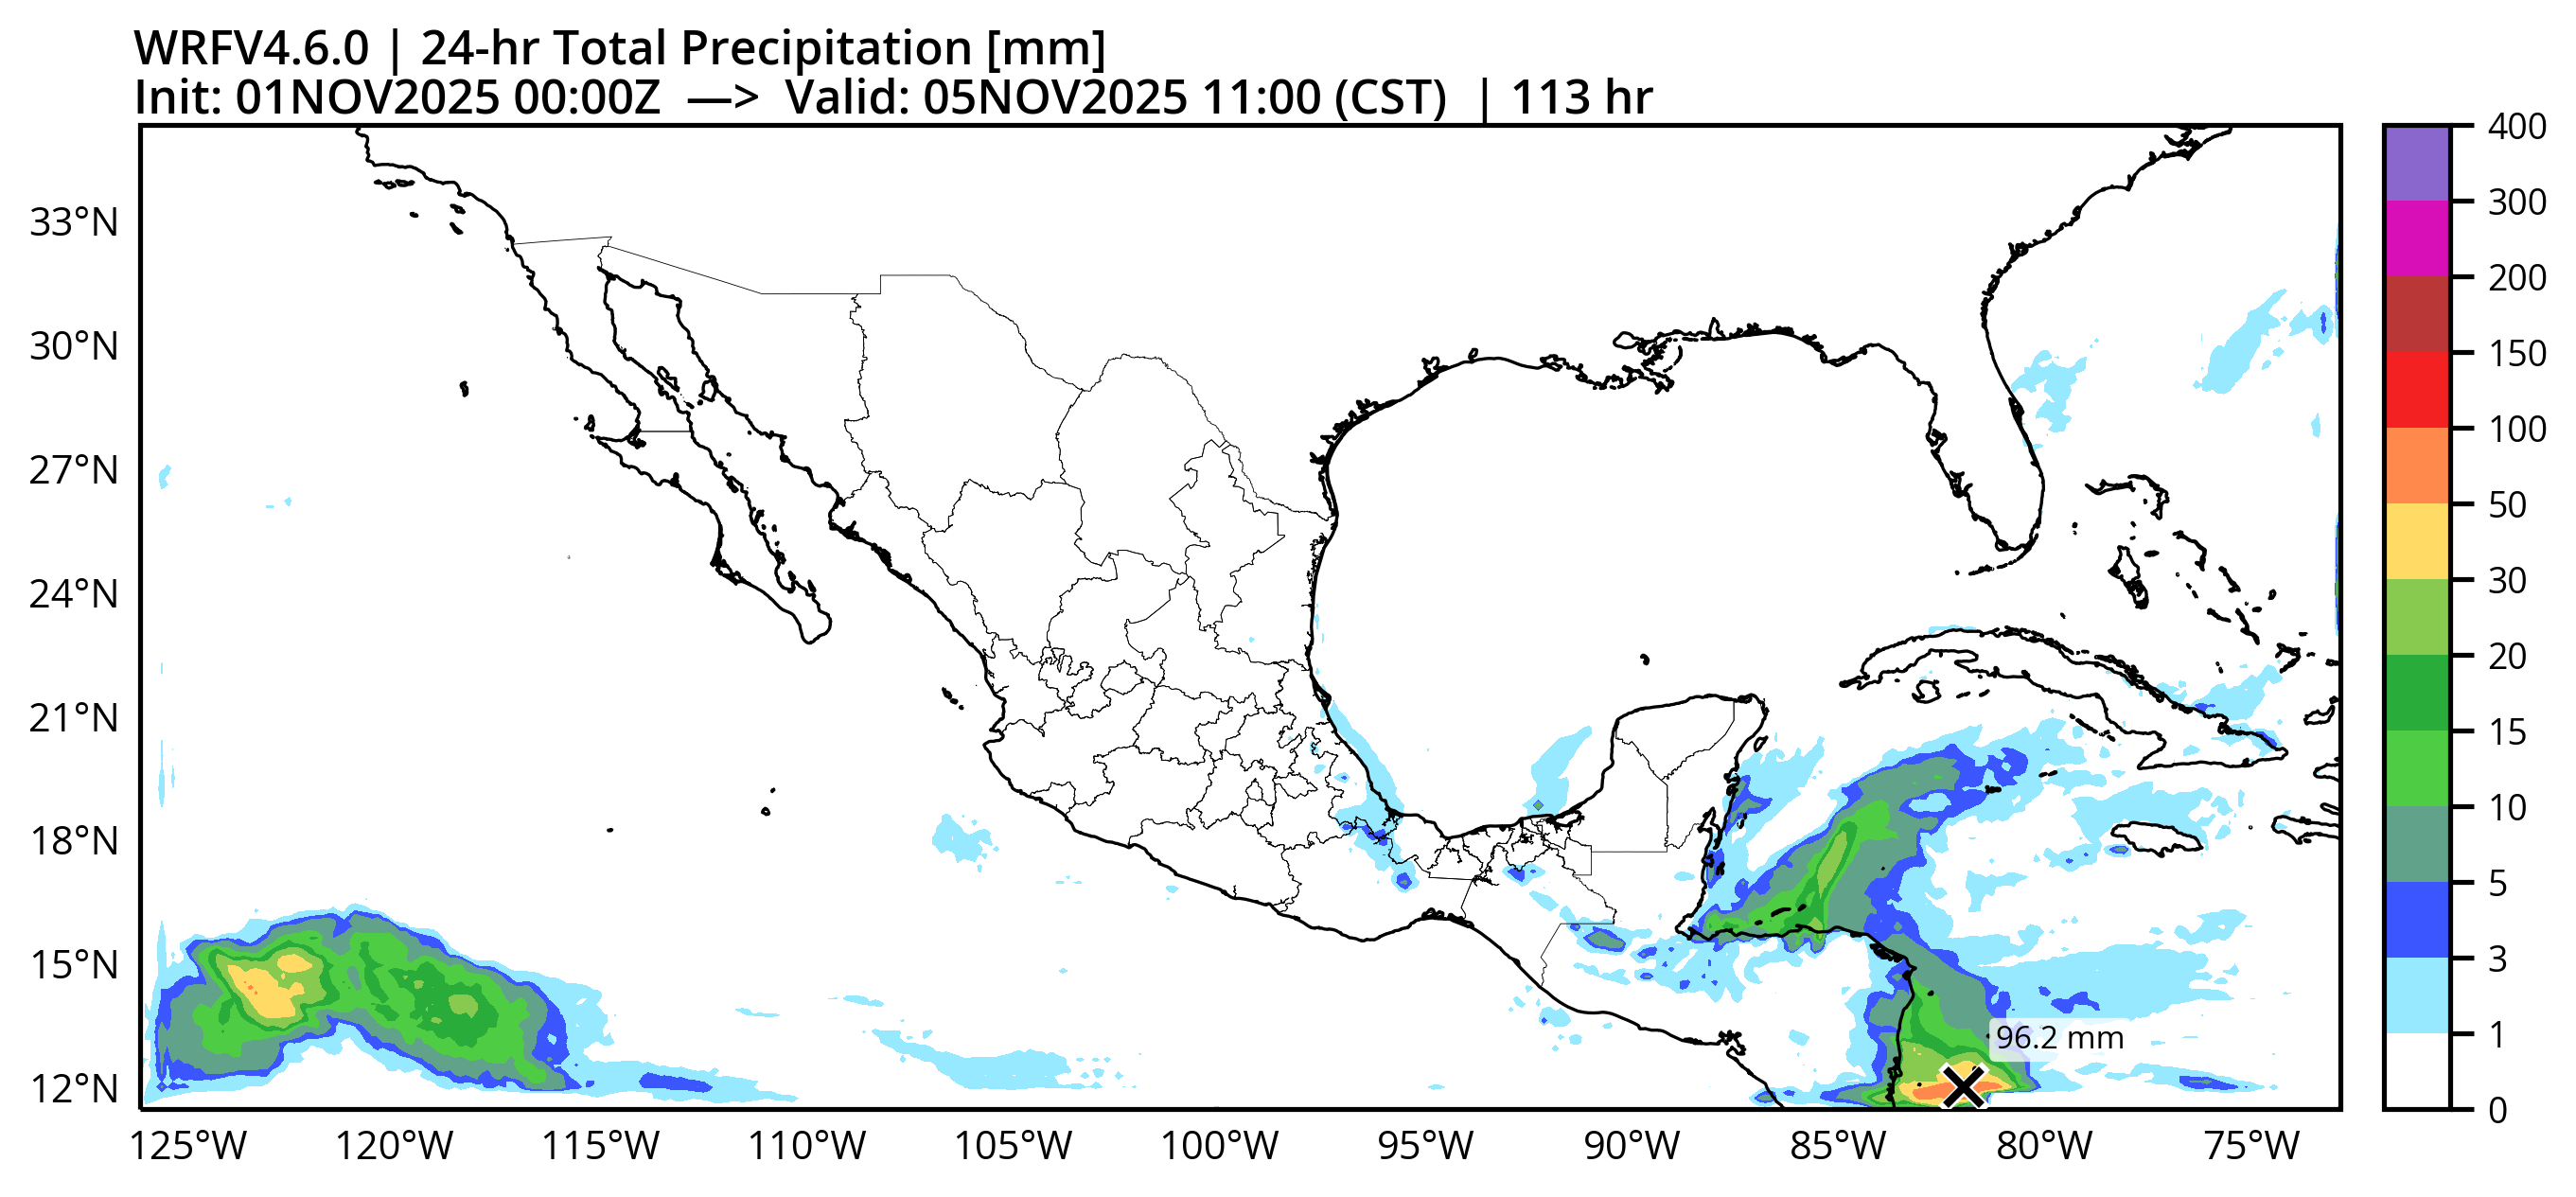 WRFV4.6.0 | 24-hr Total Precipitation [mm]
Init: 01NOV2025 00:00Z —> Valid: 05NOV2025 11:00 (CST) | 113 hr
33°N
30°N
27°N
24°N
21°N
18°N
15°N
12°N
96.2 mm
125°W 120°W 115°W 110°W 105°W 100°W 95°W 90°W 85°W 80°W 75°W
400
300
200
150
100
50
30
20
15
10
5
3
1
0